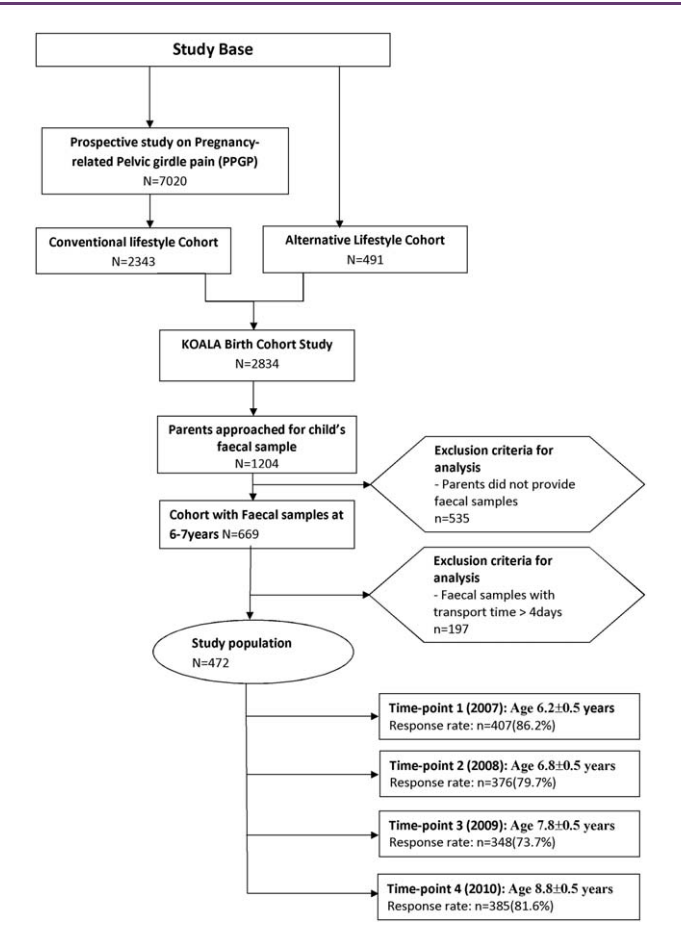 Study Base
Prospective study on Pregnancy-
related Pelvic girdle pain (PPGP)
N=7020
Conventional lifestyle Cohort
N=2343
Alternative Lifestyle Cohort
N=491
KOALA Birth Cohort Study
N=2834
Parents approached for child's
faecal sample
N=1204
Exclusion criteria for
analysis
- Parents did not provide
faecal samples
n=535
Cohort with Faecal samples at
6-7years N=669
Exclusion criteria for
analysis
- Faecal samples with
transport time > 4days
n=197
Study population
N=472
Time-point 1 (2007): Age 6.2±0.5 years
Response rate: n=407(86.2%)
Time-point 2 (2008): Age 6.8±0.5 years
Response rate: n=376(79.7%)
Time-point 3 (2009): Age 7.8±0.5 years
Response rate: n=348(73.7%)
Time-point 4 (2010): Age 8.8±0.5 years
Response rate: n=385(81.6%)